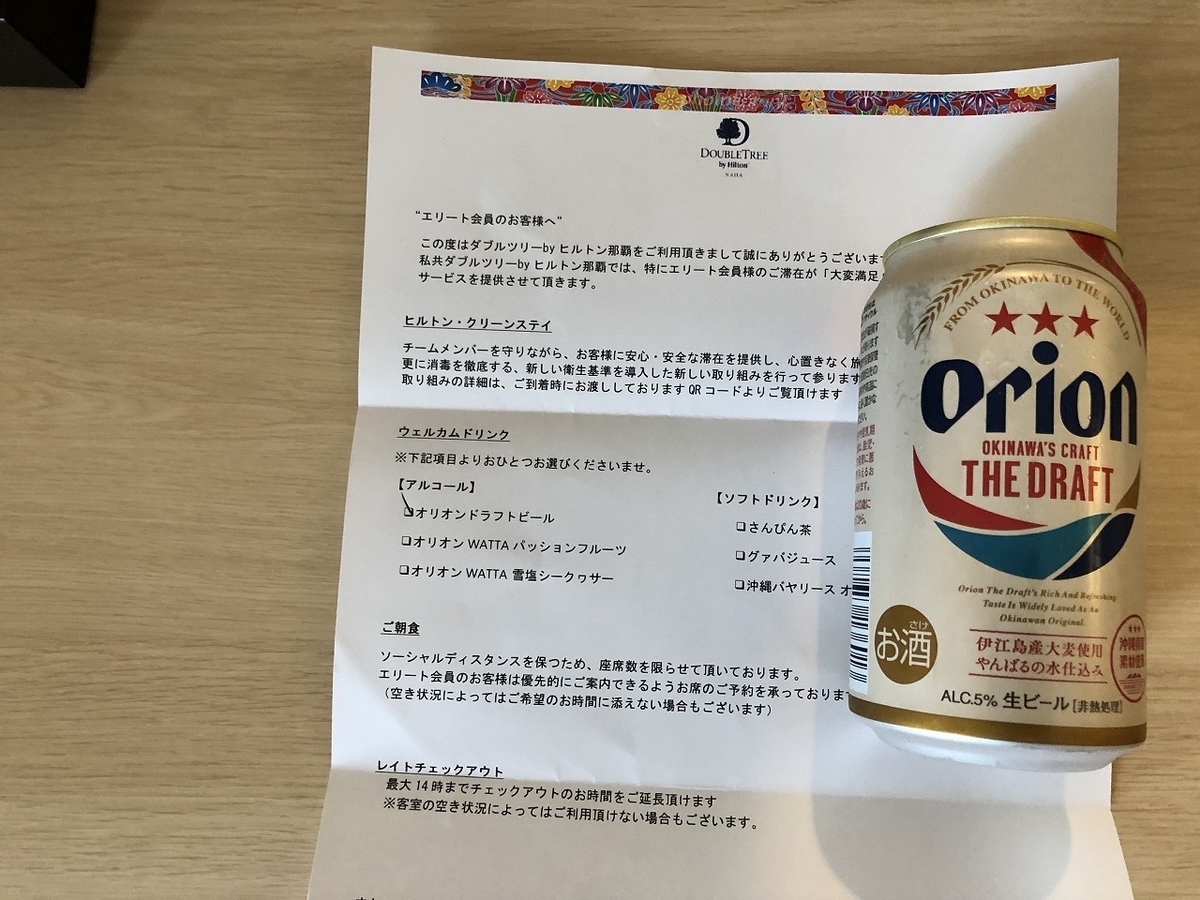 DOUBLETREE
by Hilton
NAHA
“エリート会員のお客様へ”
この度はダブルツリーby ヒルトン那覇をご利用頂きまして誠にありがとうございま
私共ダブルツリーby ヒルトン那覇では、特にエリート会員様のご滞在が「大変満足
サービスを提供させて頂きます。
ヒルトン・クリーンステイ
チームメンバーを守りながら、お客様に安心・安全な滞在を提供し、心置きなく旅
更に消毒を徹底する、新しい衛生基準を導入した新しい取り組みを行って参ります
取り組みの詳細は、ご到着時にお渡ししておりますQRコードよりご覧頂けます
ウェルカムドリンク
※下記項目よりおひとつお選びくださいませ。
【アルコール】
❏オリオンドラフトビール
❏オリオン WATTA パッションフルーツ
❏オリオン WATTA 雪塩シークヮサー
【ソフトドリンク】
❏さんぴん茶
❏グァバジュース
❏沖縄バヤリース オ
ご朝食
ソーシャルディスタンスを保つため、座席数を限らせて頂いております。
エリート会員のお客様は優先的にご案内できるようお席のご予約を承っております
（空き状況によってはご希望のお時間に添えない場合もございます）
レイトチェックアウト
最大 14 時までチェックアウトのお時間をご延長頂けます
※客室の空き状況によってはご利用頂けない場合もございます。
FROM OKINAWA TO THE WORLD
Orion
OKINAWA'S CRAFT
THE DRAFT
Orion The Draft's Rich And Refreshing
Taste Is Widely Loved As An
Okinawan Original.
さけ
お酒
伊江島産大麦使用
やんばるの水仕込み
ALC.5% 生ビール[非熱処理]